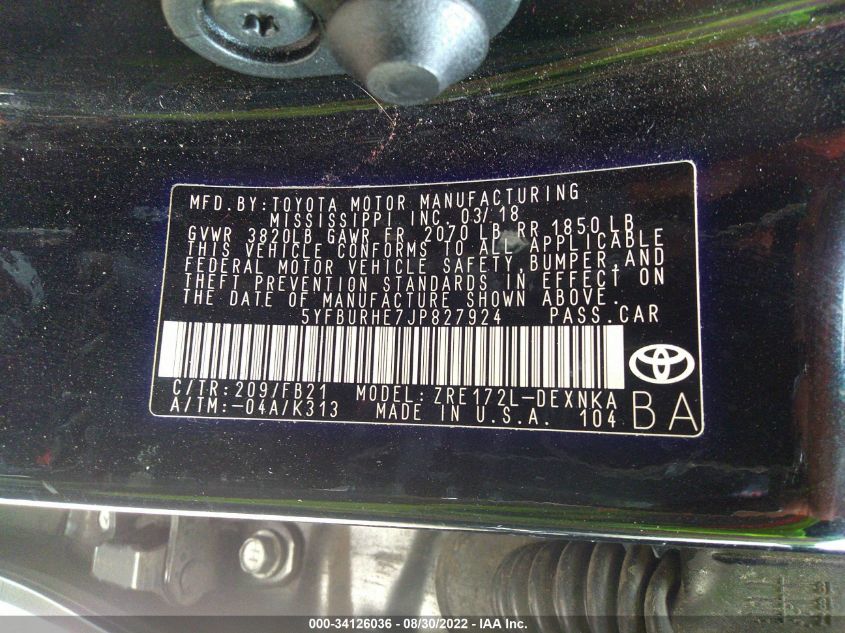 MFD.BY:TOYOTA MOTOR MANUFACTURING
MISSISSIPPI INC. 03/18
GVWR 3820LB GAWR FR 2070 LB RR 1850 LB
THIS VEHICLE CONFORMS TO ALL APPLICABLE
FEDERAL MOTOR VEHICLE SAFETY,BUMPER,AND
THEFT PREVENTION STANDARDS IN EFFECT ON
THE DATE OF MANUFACTURE SHOWN ABOVE.
5YFBURHE7JP827924 PASS.CAR
C/TR:209/FB21 MODEL:ZRE172L-DEXNKA
A/TM:-04A/K313 MADE IN U.S.A. 104
BA
000-34126036 - 08/30/2022 - IAA Inc.